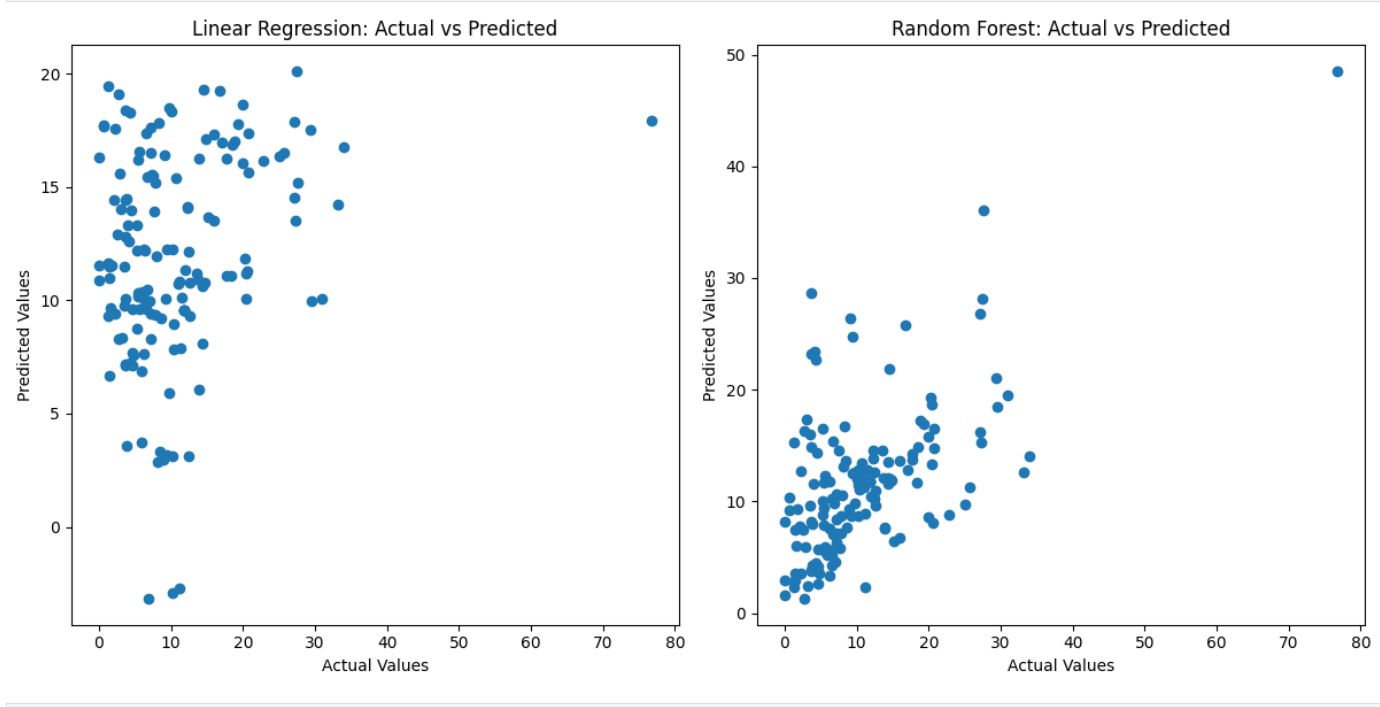 Linear Regression: Actual vs Predicted
20
15
10
5
0
Predicted Values
0 10 20 30 40 50 60 70 80
Actual Values
Random Forest: Actual vs Predicted
50
40
30
20
10
0
Predicted Values
0 10 20 30 40 50 60 70 80
Actual Values